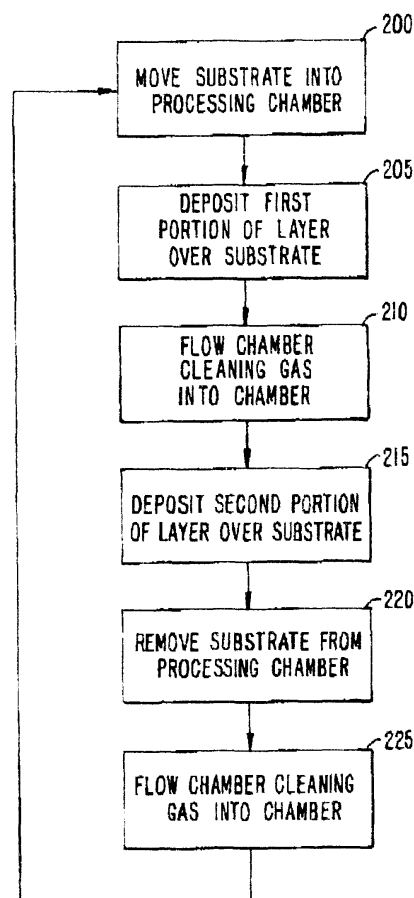 200
MOVE SUBSTRATE INTO
PROCESSING CHAMBER
205
DEPOSIT FIRST
PORTION OF LAYER
OVER SUBSTRATE
210
FLOW CHAMBER
CLEANING GAS
INTO CHAMBER
215
DEPOSIT SECOND PORTION
OF LAYER OVER SUBSTRATE
220
REMOVE SUBSTRATE FROM
PROCESSING CHAMBER
225
FLOW CHAMBER CLEANING
GAS INTO CHAMBER